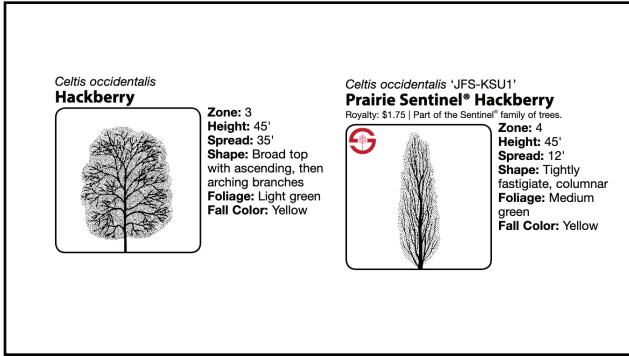 Celtis occidentalis
Hackberry
Zone: 3
Height: 45'
Spread: 35'
Shape: Broad top
with ascending, then
arching branches
Foliage: Light green
Fall Color: Yellow
Celtis occidentalis ‘JFS-KSU1’
Prairie Sentinel® Hackberry
Royalty: $1.75 | Part of the Sentinel® family of trees.
Zone: 4
Height: 45'
Spread: 12'
Shape: Tightly
fastigiate, columnar
Foliage: Medium
green
Fall Color: Yellow